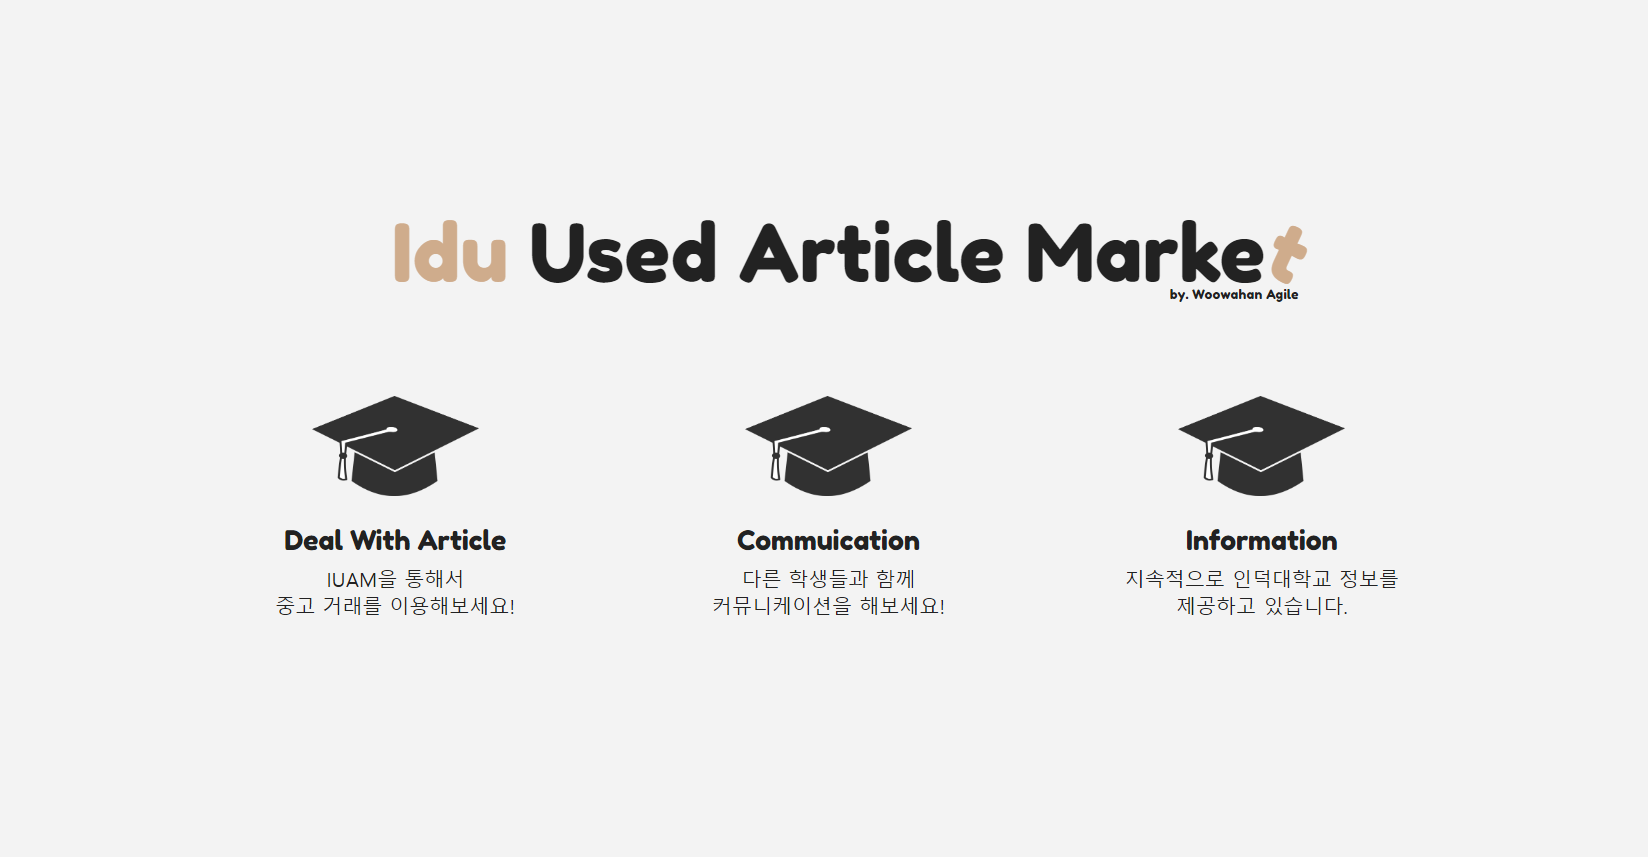 Idu Used Article Market
by. Woowahan Agile
Deal With Article
IUAM을 통해서
중고 거래를 이용해보세요!
Commuication
다른 학생들과 함께
커뮤니케이션을 해보세요!
Information
지속적으로 인덕대학교 정보를
제공하고 있습니다.